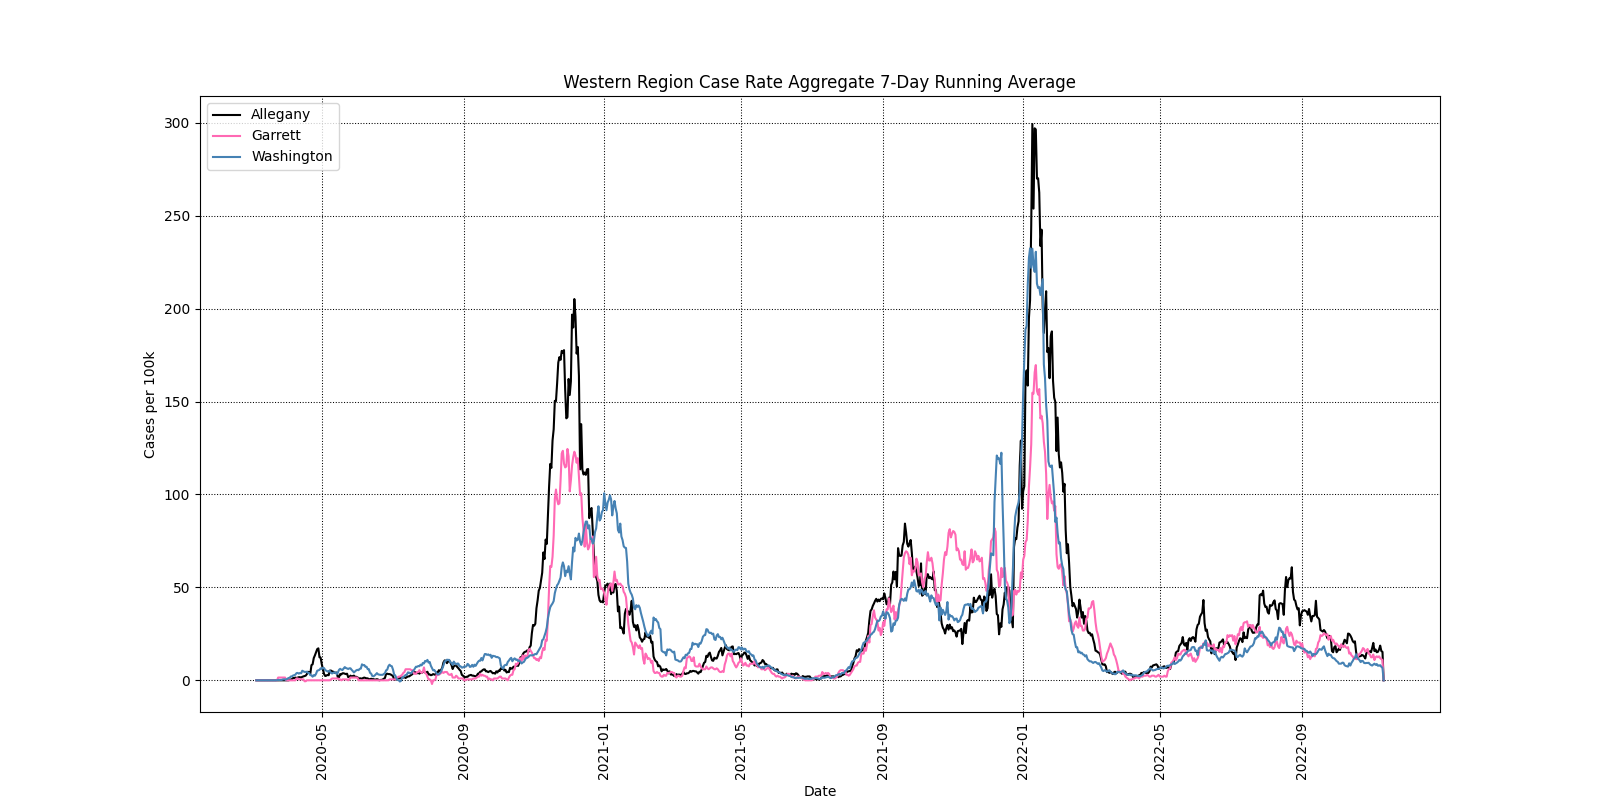 Western Region Case Rate Aggregate 7-Day Running Average
Allegany
Garrett
Washington
300
250
200
150
100
50
0
Cases per 100k
2020-05
2020-09
2021-01
2021-05
2021-09
2022-01
2022-05
2022-09
Date